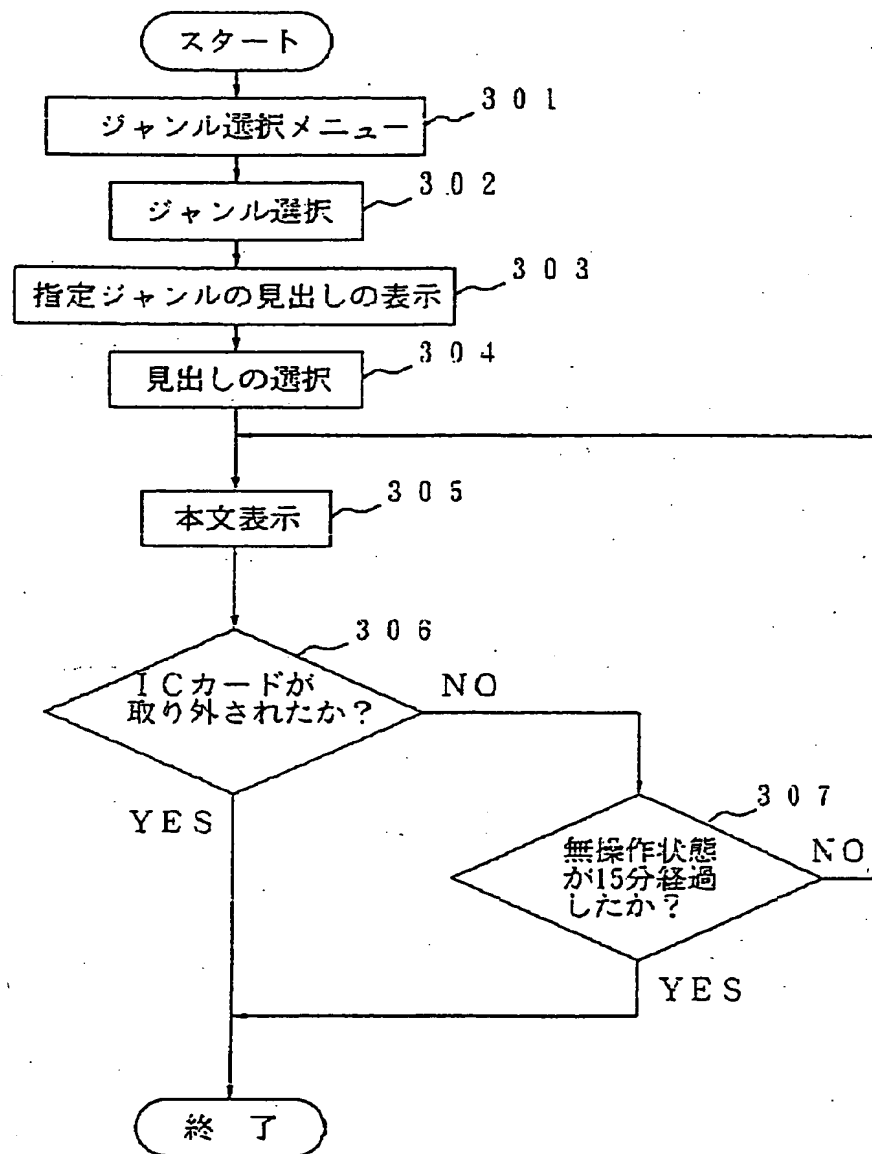 スタート
301
ジャンル選択メニュー
302
ジャンル選択
303
指定ジャンルの見出しの表示
304
見出しの選択
305
本文表示
306
ICカードが
取り外されたか?
NO
YES
307
無操作状態
が15分経過
したか?
NO
YES
終了